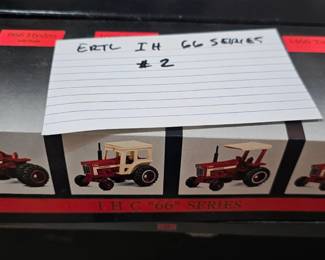 ERTL IH 66 SERIES
#2
I H C "66" SERIES